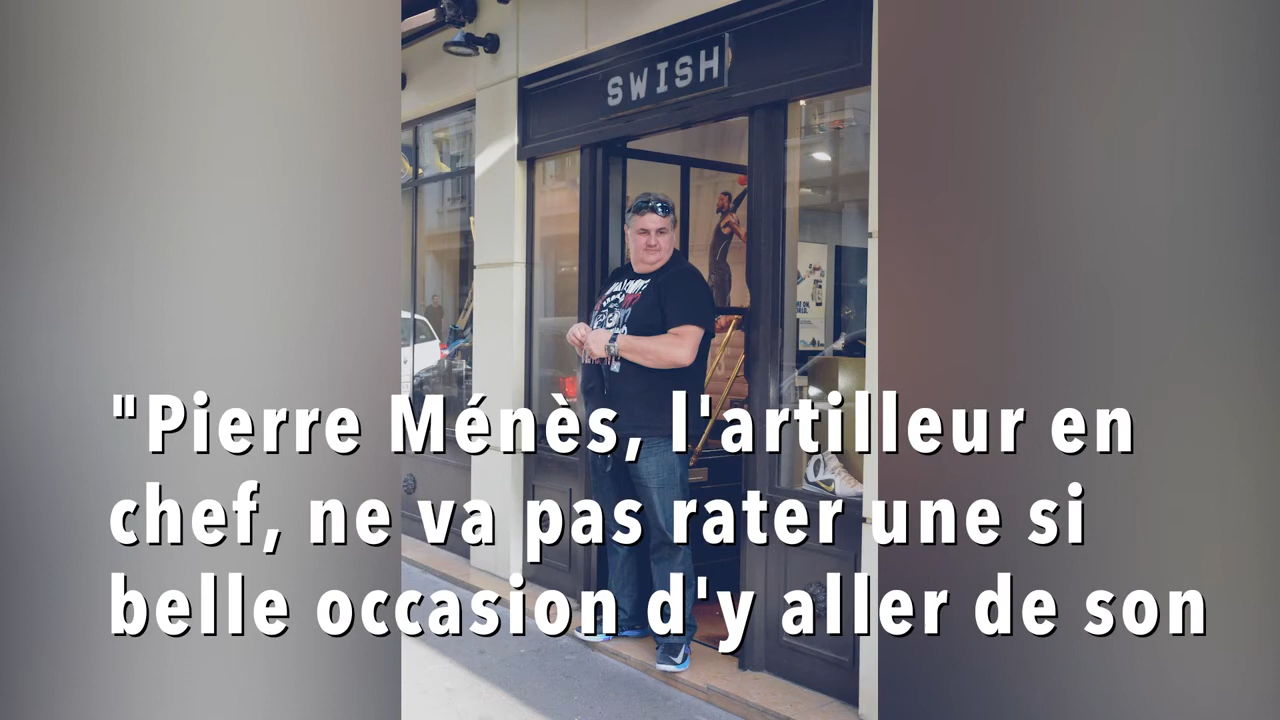 SWISH
"Pierre Ménès, l'artilleur en
chef, ne va pas rater une si
belle occasion d'y aller de son